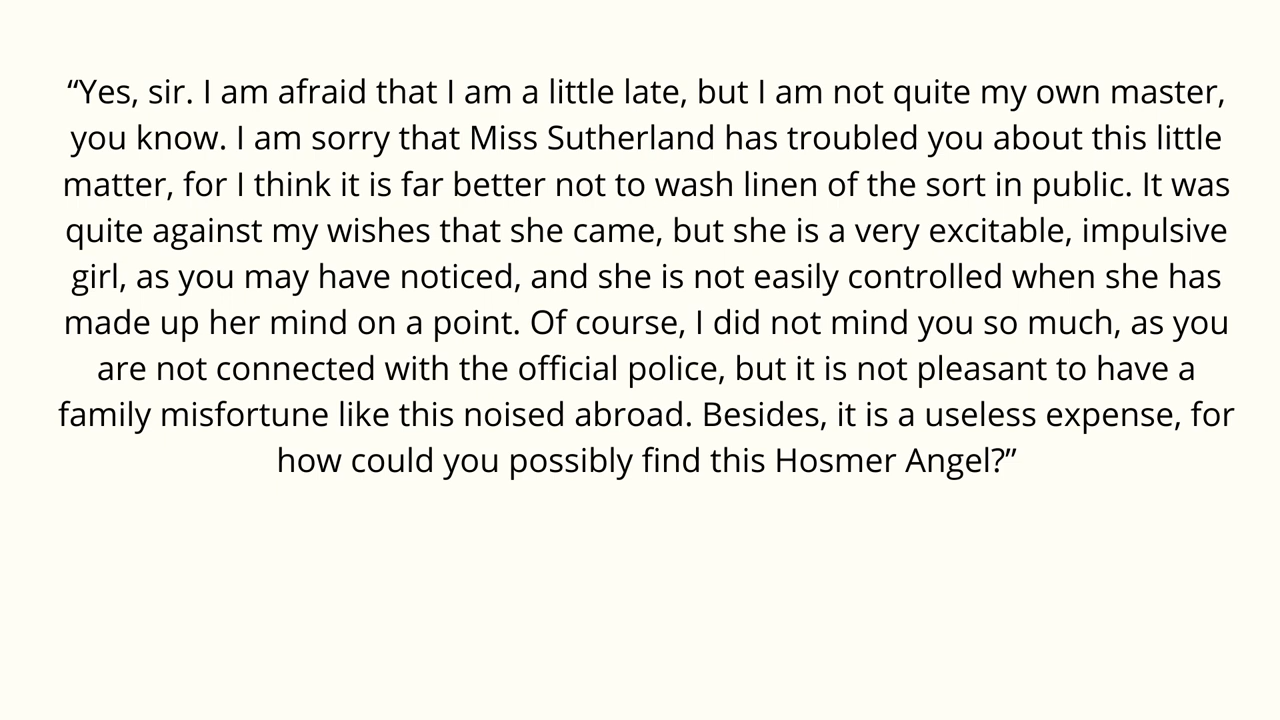 “Yes, sir. I am afraid that I am a little late, but I am not quite my own master,
you know. I am sorry that Miss Sutherland has troubled you about this little
matter, for I think it is far better not to wash linen of the sort in public. It was
quite against my wishes that she came, but she is a very excitable, impulsive
girl, as you may have noticed, and she is not easily controlled when she has
made up her mind on a point. Of course, I did not mind you so much, as you
are not connected with the official police, but it is not pleasant to have a
family misfortune like this noised abroad. Besides, it is a useless expense, for
how could you possibly find this Hosmer Angel?”